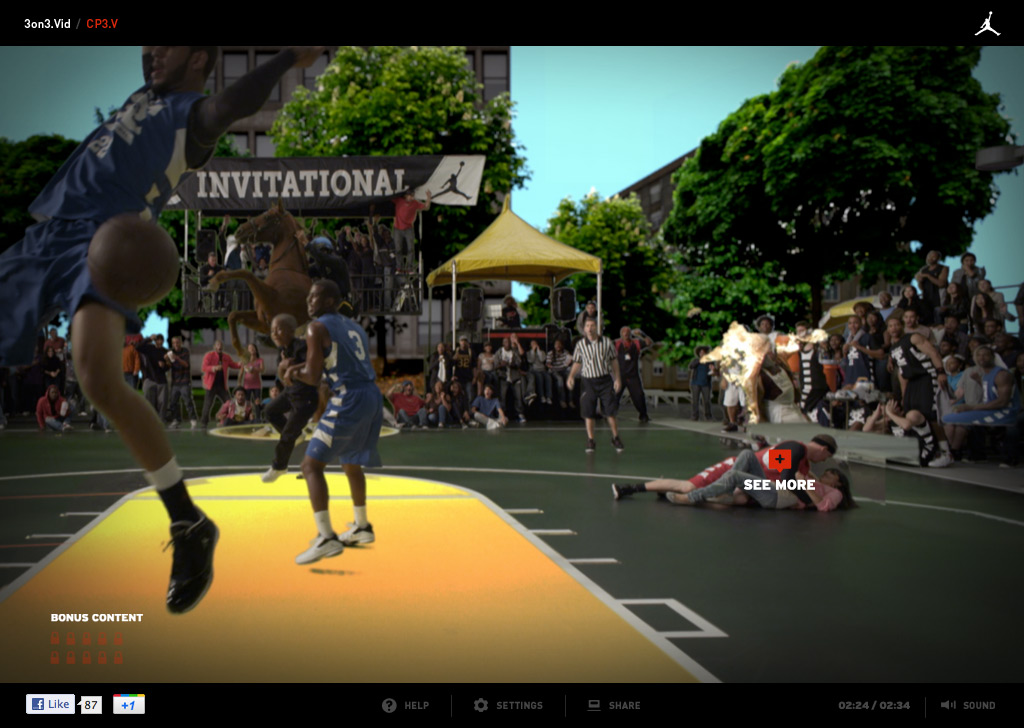 3on3.Vid / CP3.V
INVITATIONAL
3
SEE MORE
BONUS CONTENT
Like 87 +1
HELP SETTINGS SHARE 02:24 / 02:34 SOUND